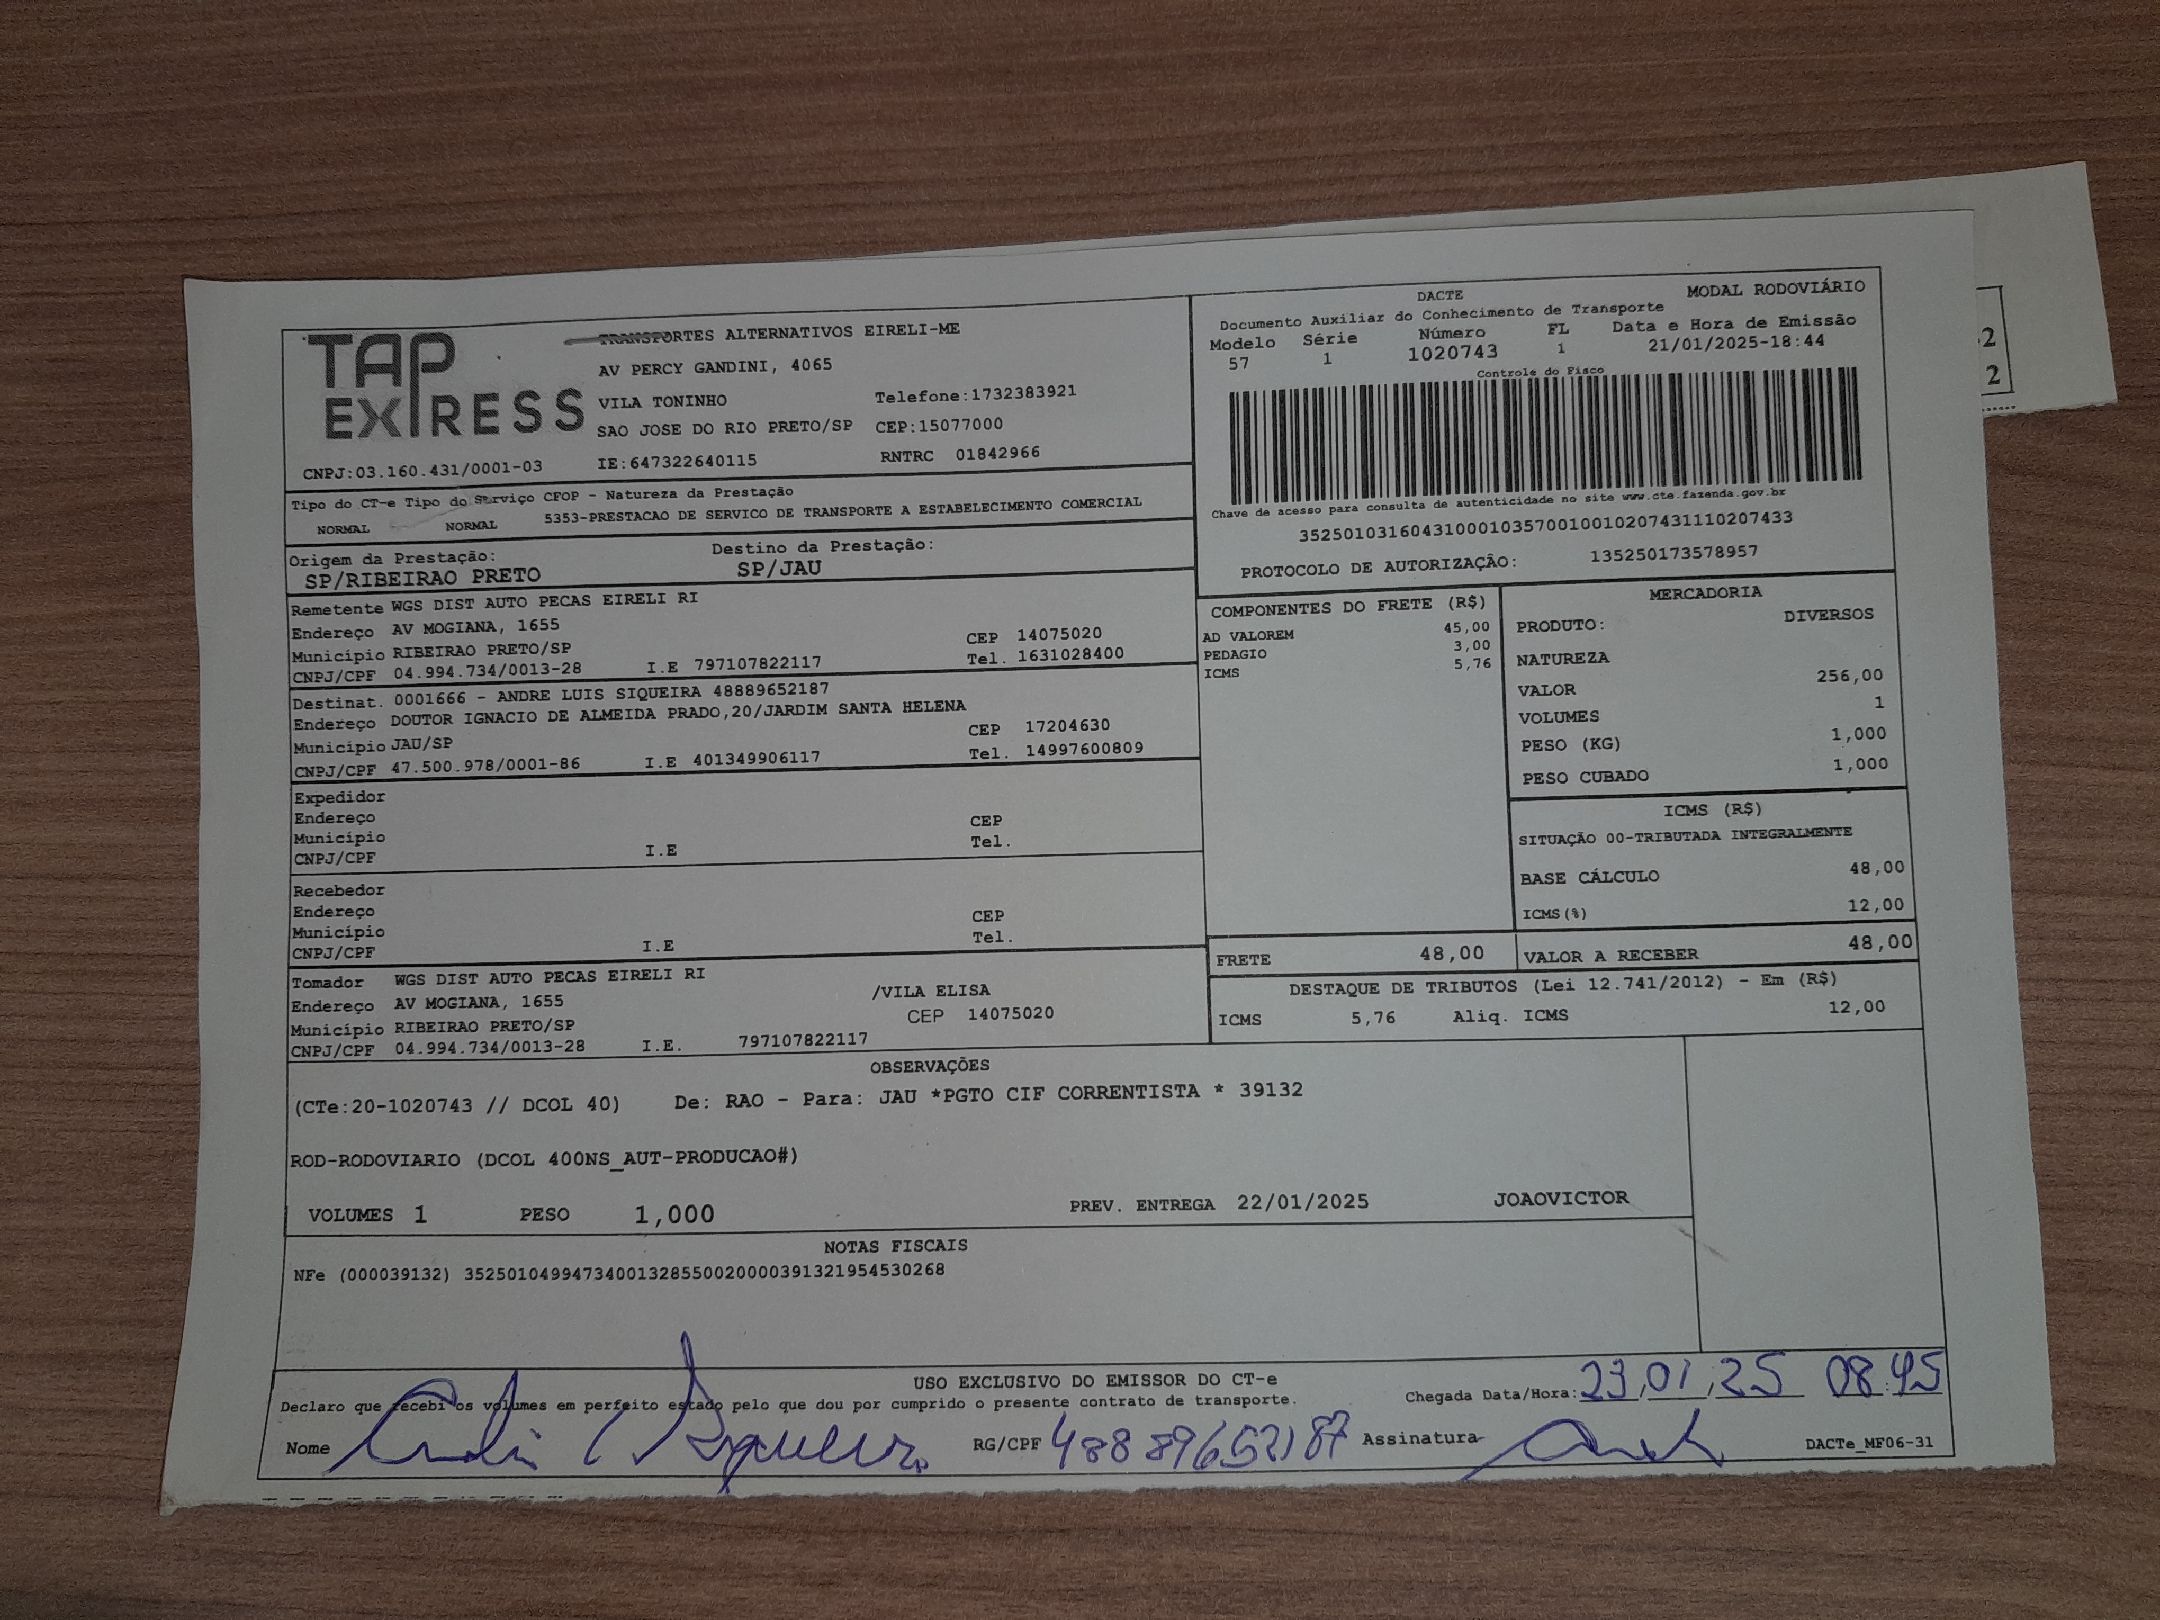 TAP
EXPRESS
TRANSPORTES ALTERNATIVOS EIRELI-ME
AV PERCY GANDINI, 4065
VILA TONINHO Telefone:1732383921
SAO JOSE DO RIO PRETO/SP CEP:15077000
CNPJ:03.160.431/0001-03 IE:647322640115 RNTRC 01842966
Tipo do CT-e Tipo do Serviço CFOP - Natureza da Prestação
NORMAL NORMAL 5353-PRESTACAO DE SERVICO DE TRANSPORTE A ESTABELECIMENTO COMERCIAL
Origem da Prestação: Destino da Prestação:
SP/RIBEIRAO PRETO SP/JAU
Remetente WGS DIST AUTO PECAS EIRELI RI
Endereço AV MOGIANA, 1655
Município RIBEIRAO PRETO/SP CEP 14075020
CNPJ/CPF 04.994.734/0013-28 I.E 797107822117 Tel. 1631028400
Destinat. 0001666 - ANDRE LUIS SIQUEIRA 48889652187
Endereço DOUTOR IGNACIO DE ALMEIDA PRADO,20/JARDIM SANTA HELENA
Município JAU/SP CEP 17204630
CNPJ/CPF 47.500.978/0001-86 I.E 401349906117 Tel. 14997600809
Expedidor
Endereço
Município CEP
CNPJ/CPF I.E Tel.
Recebedor
Endereço
Município CEP
CNPJ/CPF I.E Tel.
Tomador WGS DIST AUTO PECAS EIRELI RI
Endereço AV MOGIANA, 1655 /VILA ELISA
Município RIBEIRAO PRETO/SP CEP 14075020
CNPJ/CPF 04.994.734/0013-28 I.E. 797107822117
DACTE MODAL RODOVIÁRIO
Documento Auxiliar do Conhecimento de Transporte
Modelo Série Número FL Data e Hora de Emissão
57 1 1020743 1 21/01/2025-18:44
Controle do Fisco
Chave de acesso para consulta de autenticidade no site www.cte.fazenda.gov.br
35250103160431000103570010010207431110207433
PROTOCOLO DE AUTORIZAÇÃO: 135250173578957
COMPONENTES DO FRETE (R$)
AD VALOREM 45,00
PEDAGIO 3,00
ICMS 5,76
MERCADORIA
PRODUTO: DIVERSOS
NATUREZA
VALOR 256,00
VOLUMES 1
PESO (KG) 1,000
PESO CUBADO 1,000
ICMS (R$)
SITUAÇÃO 00-TRIBUTADA INTEGRALMENTE
BASE CÁLCULO 48,00
ICMS(%) 12,00
FRETE 48,00 VALOR A RECEBER 48,00
DESTAQUE DE TRIBUTOS (Lei 12.741/2012) - Em (R$)
ICMS 5,76 Aliq. ICMS 12,00
OBSERVAÇÕES
(CTe:20-1020743 // DCOL 40) De: RAO - Para: JAU *PGTO CIF CORRENTISTA * 39132
ROD-RODOVIARIO (DCOL 400NS_AUT-PRODUCAO#)
VOLUMES 1 PESO 1,000 PREV. ENTREGA 22/01/2025 JOAOVICTOR
NOTAS FISCAIS
NFe (000039132) 35250104994734001328550020000391321954530268
USO EXCLUSIVO DO EMISSOR DO CT-e
Declaro que recebi os volumes em perfeito estado pelo que dou por cumprido o presente contrato de transporte. Chegada Data/Hora: 23/01/25 08:45
Nome RG/CPF 48889652187 Assinatura DACTe_MF06-31
2
2